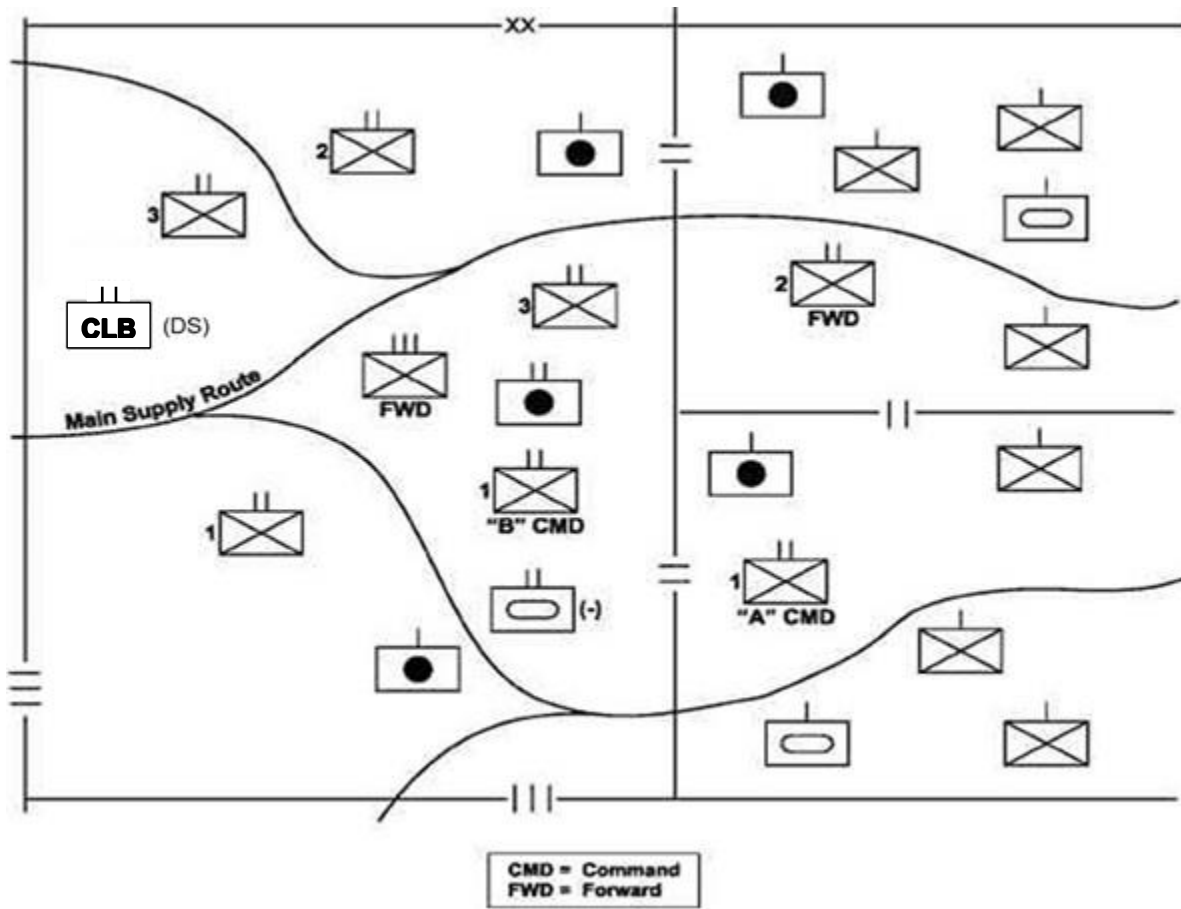 XX
2
3
CLB (DS)
3
2
FWD
Main Supply Route
FWD
1
"B" CMD
1
(-)
1
"A" CMD
CMD = Command
FWD = Forward